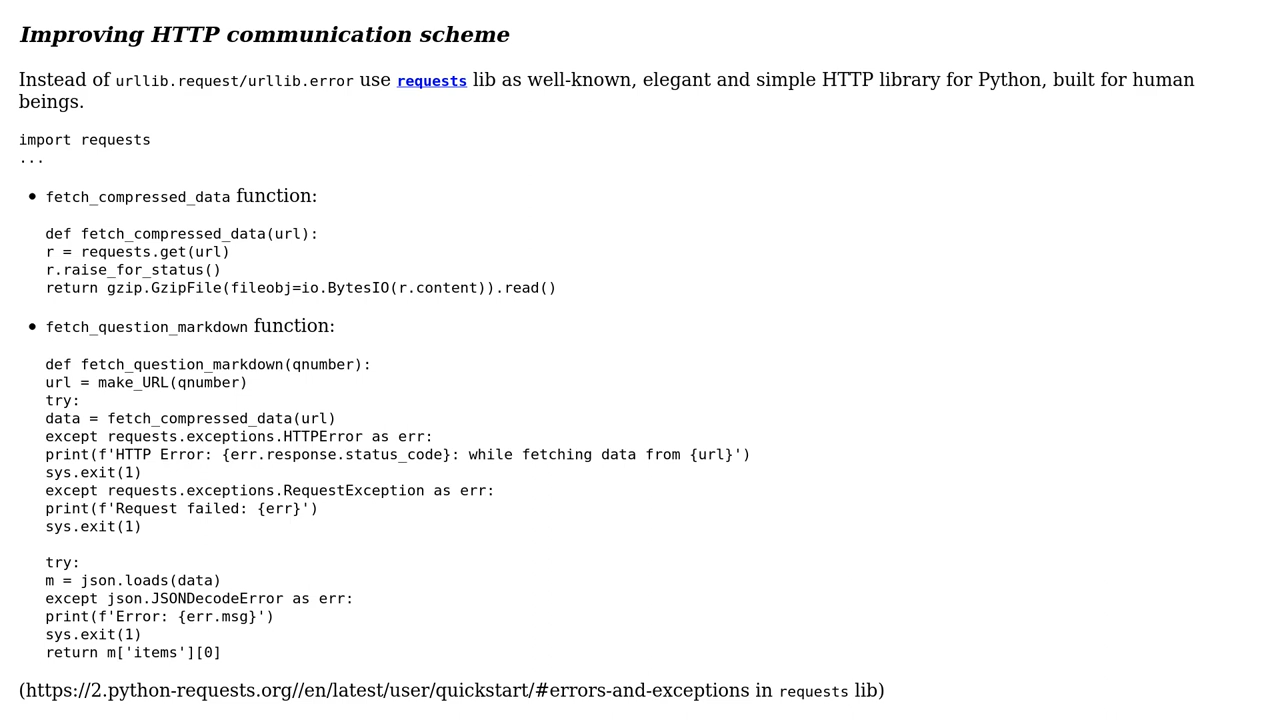 Improving HTTP communication scheme
Instead of urllib.request/urllib.error use requests lib as well-known, elegant and simple HTTP library for Python, built for human
beings.
import requests
...
• fetch_compressed_data function:
def fetch_compressed_data(url):
r = requests.get(url)
r.raise_for_status()
return gzip.GzipFile(fileobj=io.BytesIO(r.content)).read()
• fetch_question_markdown function:
def fetch_question_markdown(qnumber):
url = make_URL(qnumber)
try:
data = fetch_compressed_data(url)
except requests.exceptions.HTTPError as err:
print(f'HTTP Error: {err.response.status_code}: while fetching data from {url}')
sys.exit(1)
except requests.exceptions.RequestException as err:
print(f'Request failed: {err}')
sys.exit(1)
try:
m = json.loads(data)
except json.JSONDecodeError as err:
print(f'Error: {err.msg}')
sys.exit(1)
return m['items'][0]
(https://2.python-requests.org//en/latest/user/quickstart/#errors-and-exceptions in requests lib)